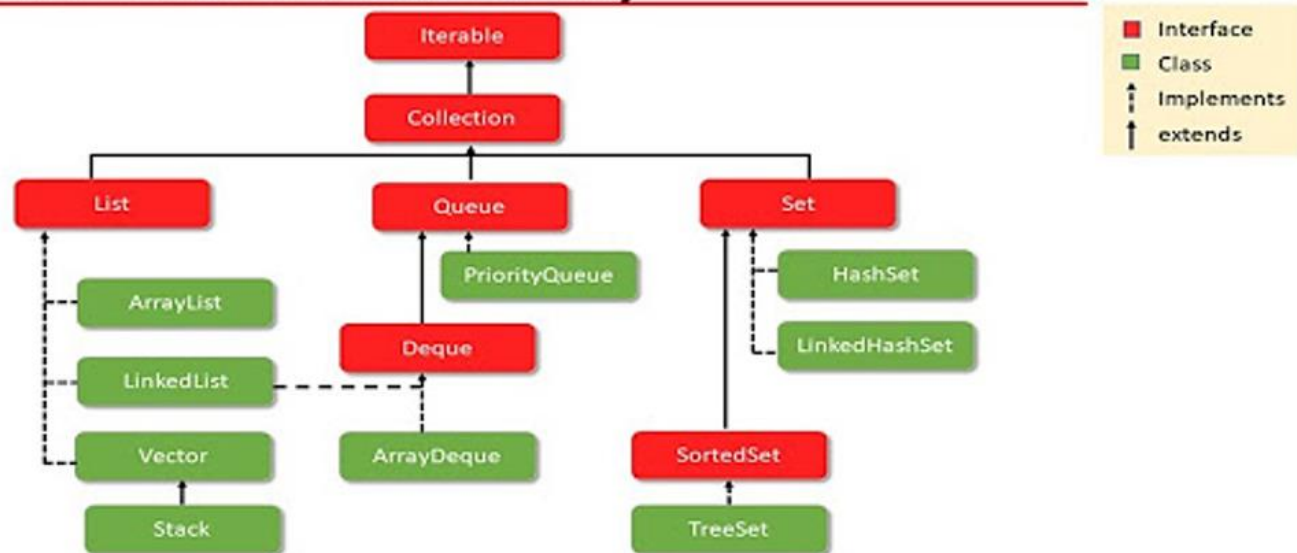 Iterable
Interface
Class
Implements
extends
Collection
List
Queue
Set
PriorityQueue
HashSet
ArrayList
Deque
LinkedHashSet
LinkedList
Vector
ArrayDeque
SortedSet
Stack
TreeSet